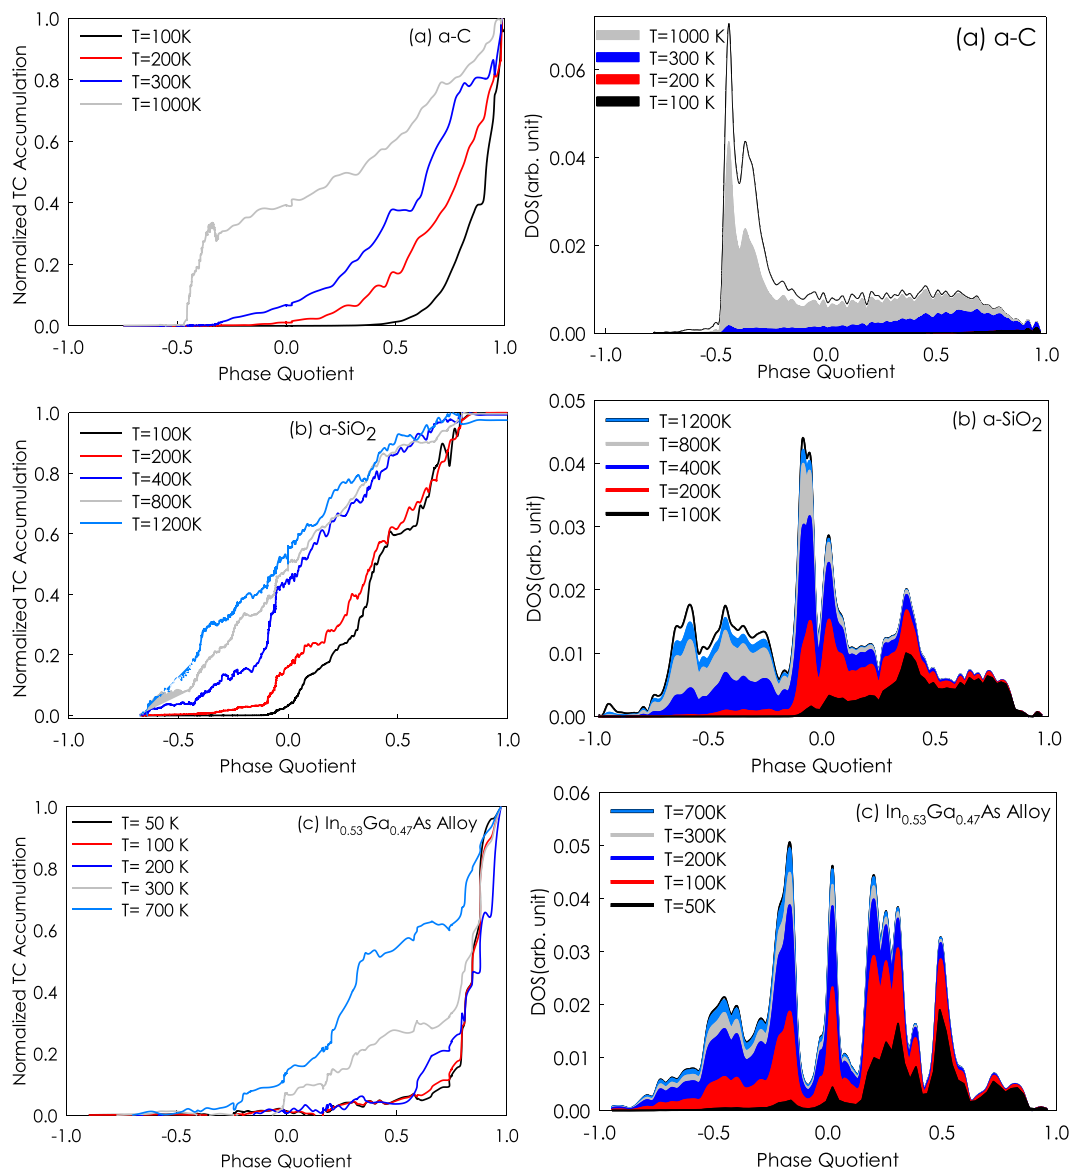 (a) α-C
T=100K
T=200K
T=300K
T=1000K
Normalized TC Accumulation
1.0
0.8
0.6
0.4
0.2
0.0
-1.0 -0.5 0.0 0.5 1.0
Phase Quotient
(a) α-C
T=1000 K
T=300 K
T=200 K
T=100 K
DOS(arb. unit)
0.06
0.04
0.02
0.00
-1.0 -0.5 0.0 0.5 1.0
Phase Quotient
(b) α-SiO2
T=100K
T=200K
T=400K
T=800K
T=1200K
Normalized TC Accumulation
1.0
0.8
0.6
0.4
0.2
0.0
-1.0 -0.5 0.0 0.5 1.0
Phase Quotient
(b) α-SiO2
T=1200K
T=800K
T=400K
T=200K
T=100K
DOS(arb. unit)
0.05
0.04
0.03
0.02
0.01
0.00
-1.0 -0.5 0.0 0.5 1.0
Phase Quotient
(c) In0.53Ga0.47As Alloy
T= 50 K
T= 100 K
T= 200 K
T= 300 K
T= 700 K
Normalized TC Accumulation
1.0
0.8
0.6
0.4
0.2
0.0
-1.0 -0.5 0.0 0.5 1.0
Phase Quotient
(c) In0.53Ga0.47As Alloy
T=700K
T=300K
T=200K
T=100K
T=50K
DOS(arb. unit)
0.06
0.05
0.04
0.03
0.02
0.01
0.00
-1.0 -0.5 0.0 0.5 1.0
Phase Quotient